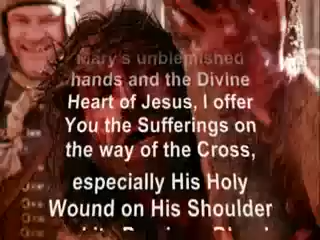 Mary's unblemished
hands and the Divine
Heart of Jesus, I offer
You the Sufferings on
the way of the Cross,
especially His Holy
Wound on His Shoulder